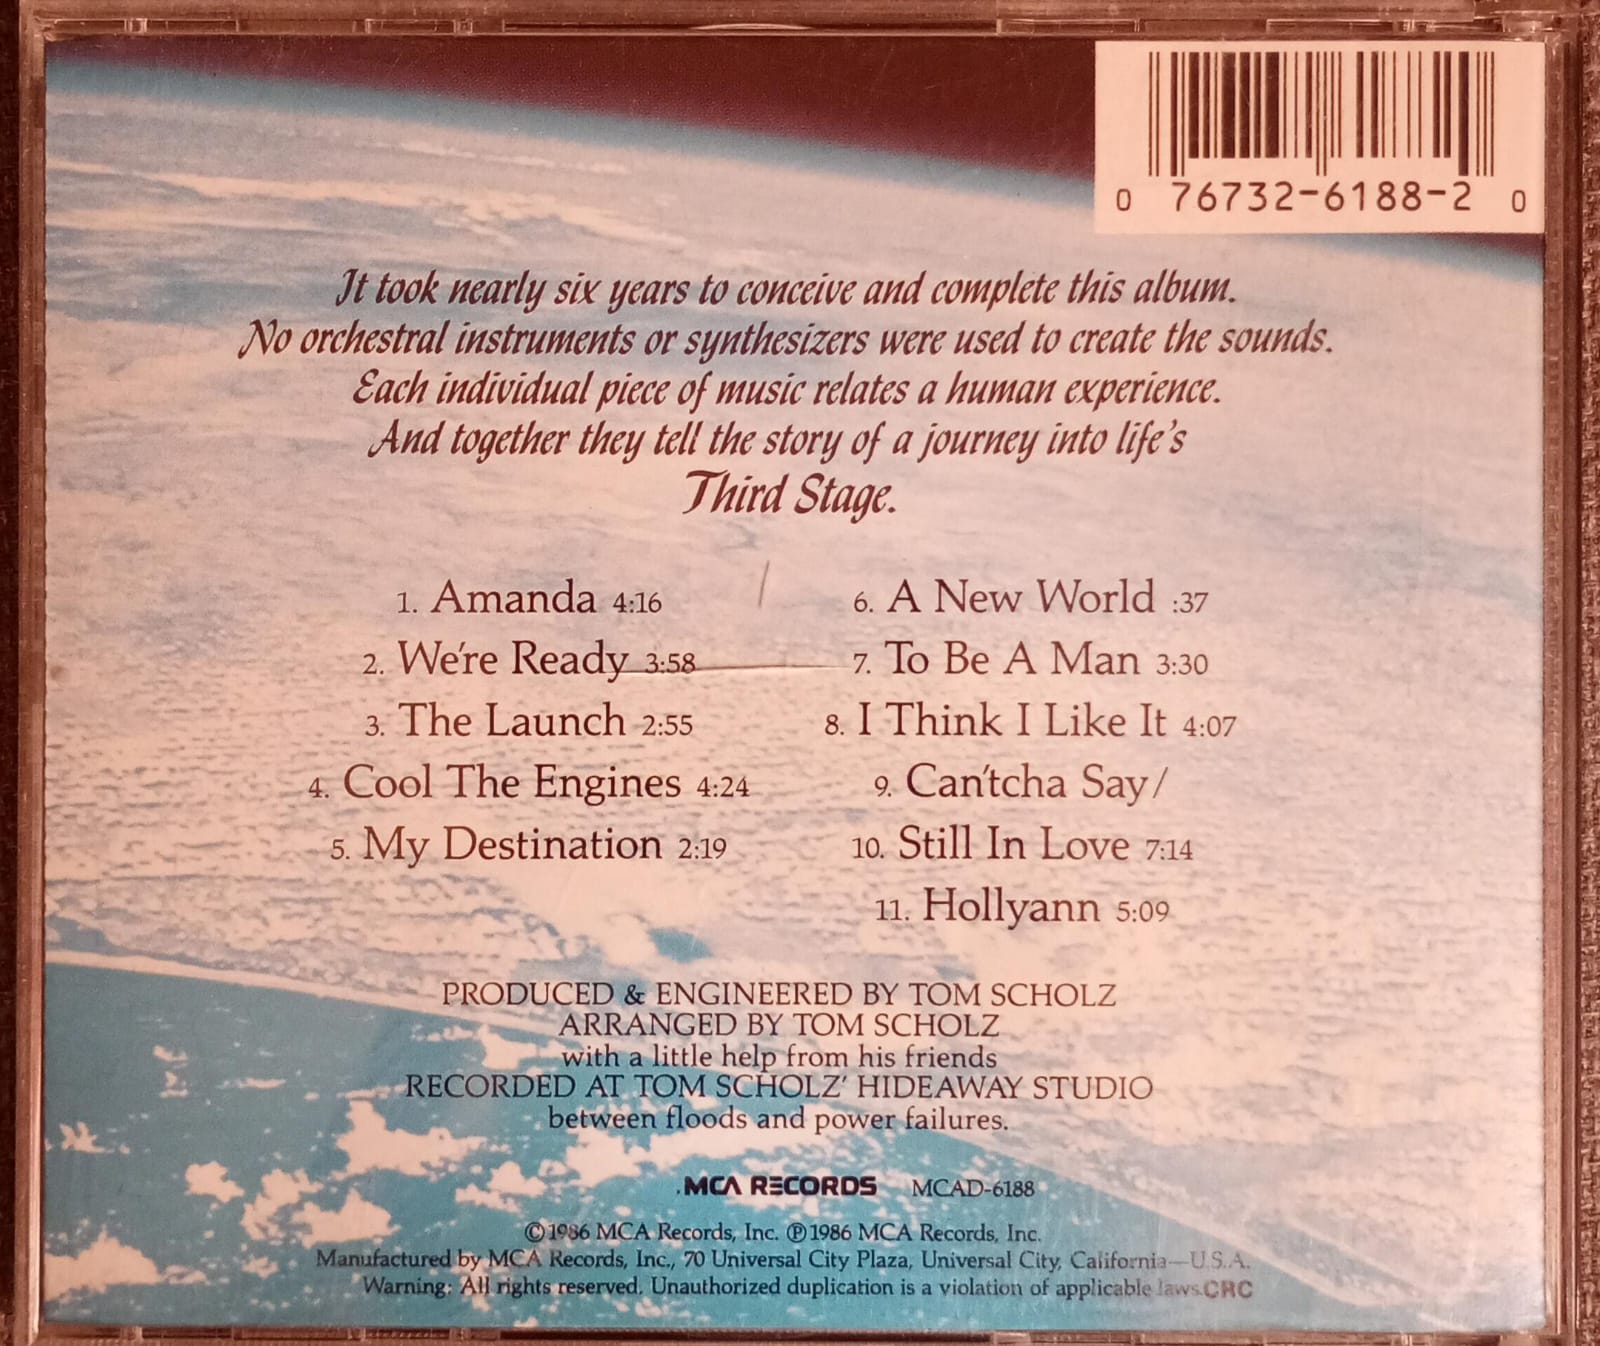 0 76732-6188-2 0
It took nearly six years to conceive and complete this album.
No orchestral instruments or synthesizers were used to create the sounds.
Each individual piece of music relates a human experience.
And together they tell the story of a journey into life's
Third Stage.
1. Amanda 4:16
2. We're Ready 3:58
3. The Launch 2:55
4. Cool The Engines 4:24
5. My Destination 2:19
6. A New World :37
7. To Be A Man 3:30
8. I Think I Like It 4:07
9. Can'tcha Say/
10. Still In Love 7:14
11. Hollyann 5:09
PRODUCED & ENGINEERED BY TOM SCHOLZ
ARRANGED BY TOM SCHOLZ
with a little help from his friends
RECORDED AT TOM SCHOLZ' HIDEAWAY STUDIO
between floods and power failures.
MCA RECORDS MCAD-6188
©1986 MCA Records, Inc. ℗1986 MCA Records, Inc.
Manufactured by MCA Records, Inc., 70 Universal City Plaza, Universal City, California—U.S.A.
Warning: All rights reserved. Unauthorized duplication is a violation of applicable laws. CRC